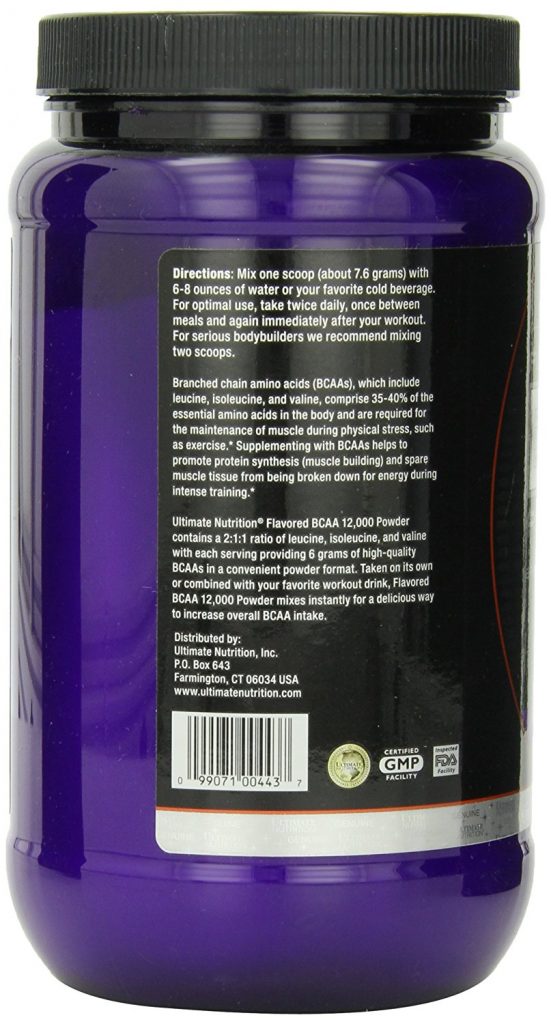 Directions: Mix one scoop (about 7.6 grams) with
6-8 ounces of water or your favorite cold beverage.
For optimal use, take twice daily, once between
meals and again immediately after your workout.
For serious bodybuilders we recommend mixing
two scoops.
Branched chain amino acids (BCAAs), which include
leucine, isoleucine, and valine, comprise 35-40% of the
essential amino acids in the body and are required for
the maintenance of muscle during physical stress, such
as exercise.* Supplementing with BCAAs helps to
promote protein synthesis (muscle building) and spare
muscle tissue from being broken down for energy during
intense training.*
Ultimate Nutrition® Flavored BCAA 12,000 Powder
contains a 2:1:1 ratio of leucine, isoleucine, and valine
with each serving providing 6 grams of high-quality
BCAAs in a convenient powder format. Taken on its own
or combined with your favorite workout drink, Flavored
BCAA 12,000 Powder mixes instantly for a delicious way
to increase overall BCAA intake.
Distributed by:
Ultimate Nutrition, Inc.
P.O. Box 643
Farmington, CT 06034 USA
www.ultimatenutrition.com
0 99071 00443 7
ULTIMATE
CERTIFIED
GMP
FACILITY
Inspected
FDA
Facility